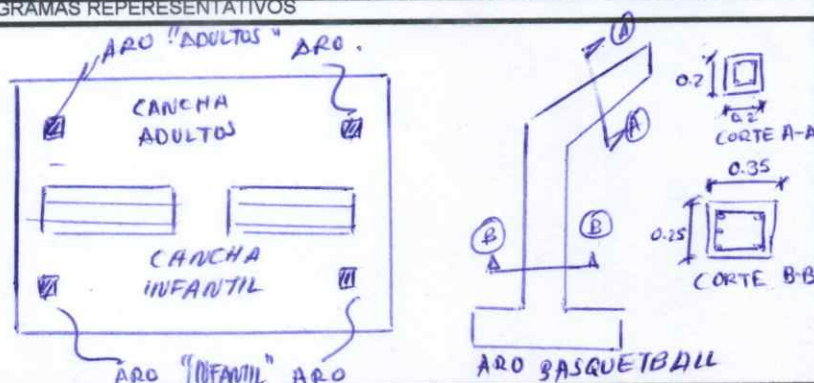 GRAMAS REPERESENTATIVOS
ARO "ADULTOS" ARO.
CANCHA
ADULTOS
CANCHA
INFANTIL
ARO "INFANTIL" ARO
A
A
B
B
ARO BASQUETBALL
0.2
0.2
CORTE A-A
0.35
0.25
CORTE B-B